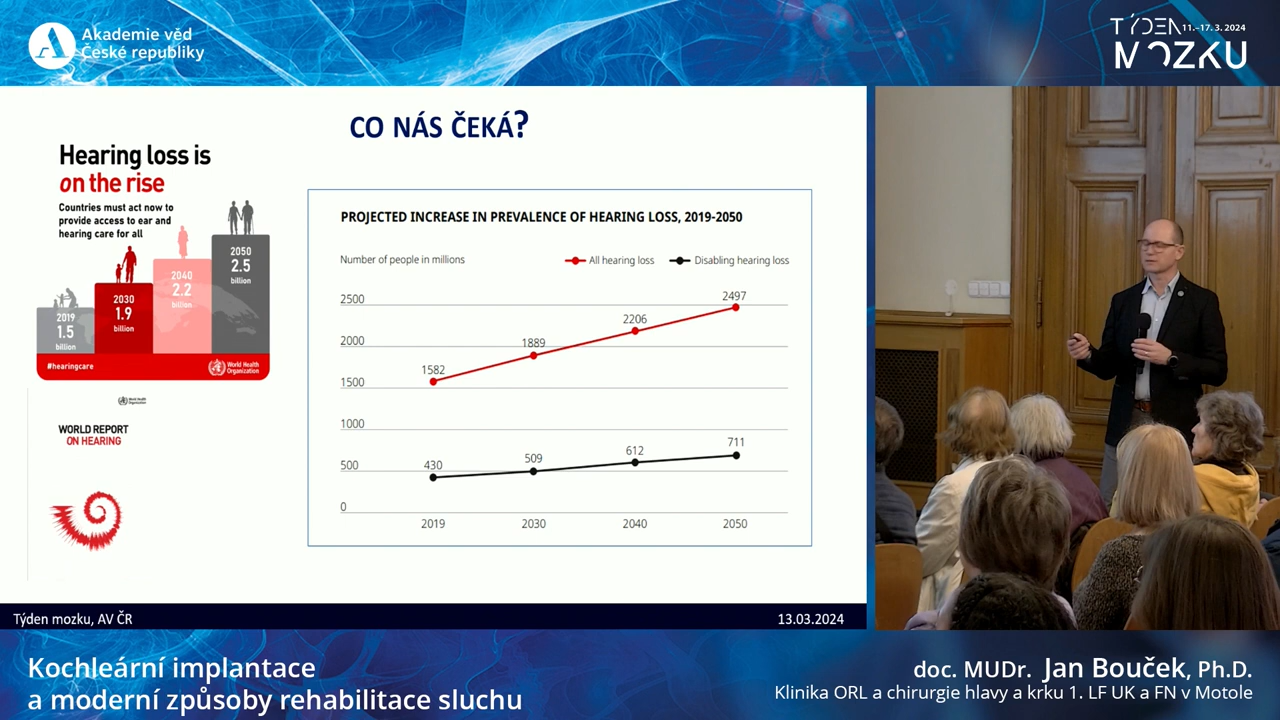 Akademie věd
České republiky
TÝDEN 11.–17. 3. 2024
MOZKU
CO NÁS ČEKÁ?
Hearing loss is
on the rise
Countries must act now to
provide access to ear and
hearing care for all
2019
1.5
billion
2030
1.9
billion
2040
2.2
billion
2050
2.5
billion
#hearingcare
World Health
Organization
World Health
Organization
WORLD REPORT
ON HEARING
PROJECTED INCREASE IN PREVALENCE OF HEARING LOSS, 2019-2050
Number of people in millions
All hearing loss
Disabling hearing loss
2500
2000
1500
1000
500
0
1582
1889
2206
2497
430
509
612
711
2019
2030
2040
2050
Týden mozku, AV ČR
13.03.2024
Kochleární implantace
a moderní způsoby rehabilitace sluchu
doc. MUDr. Jan Bouček, Ph.D.
Klinika ORL a chirurgie hlavy a krku 1. LF UK a FN v Motole